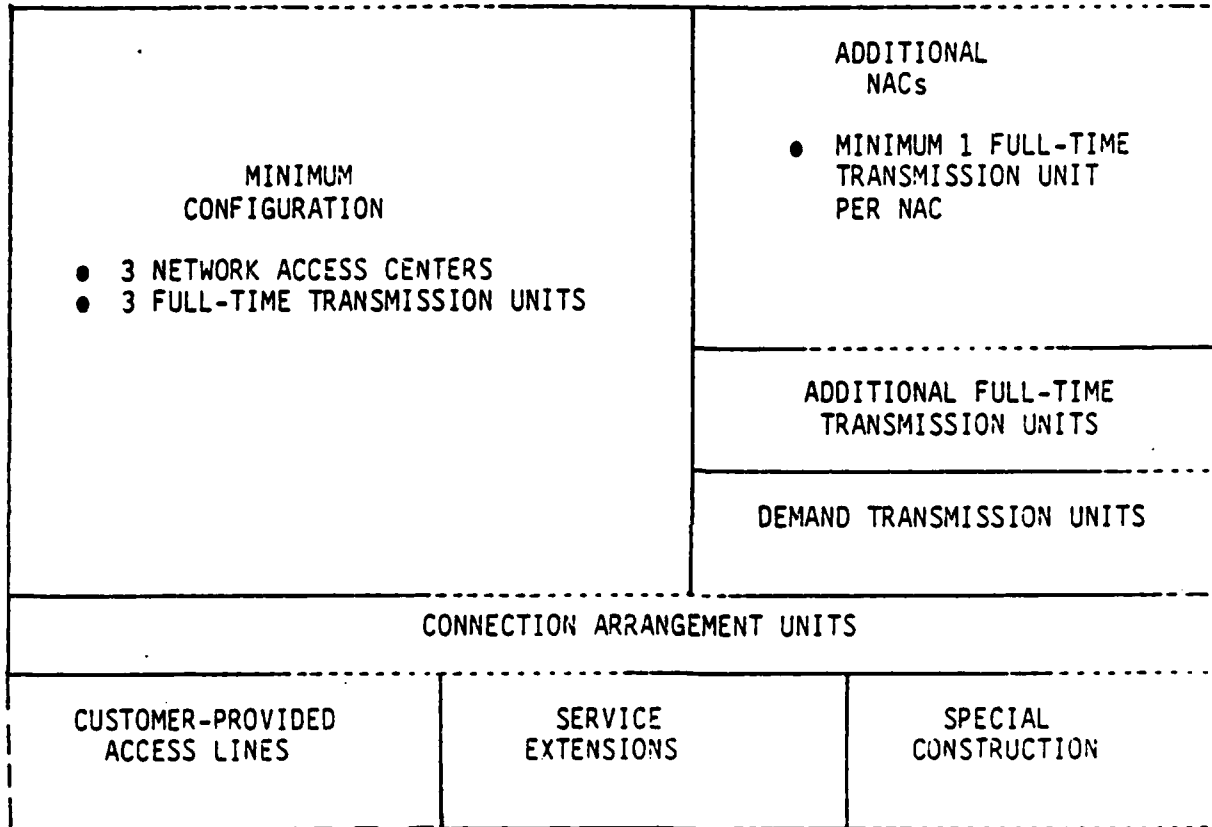 MINIMUM
CONFIGURATION
● 3 NETWORK ACCESS CENTERS
● 3 FULL-TIME TRANSMISSION UNITS
ADDITIONAL
NACs
● MINIMUM 1 FULL-TIME
TRANSMISSION UNIT
PER NAC
ADDITIONAL FULL-TIME
TRANSMISSION UNITS
DEMAND TRANSMISSION UNITS
CONNECTION ARRANGEMENT UNITS
CUSTOMER-PROVIDED
ACCESS LINES
SERVICE
EXTENSIONS
SPECIAL
CONSTRUCTION